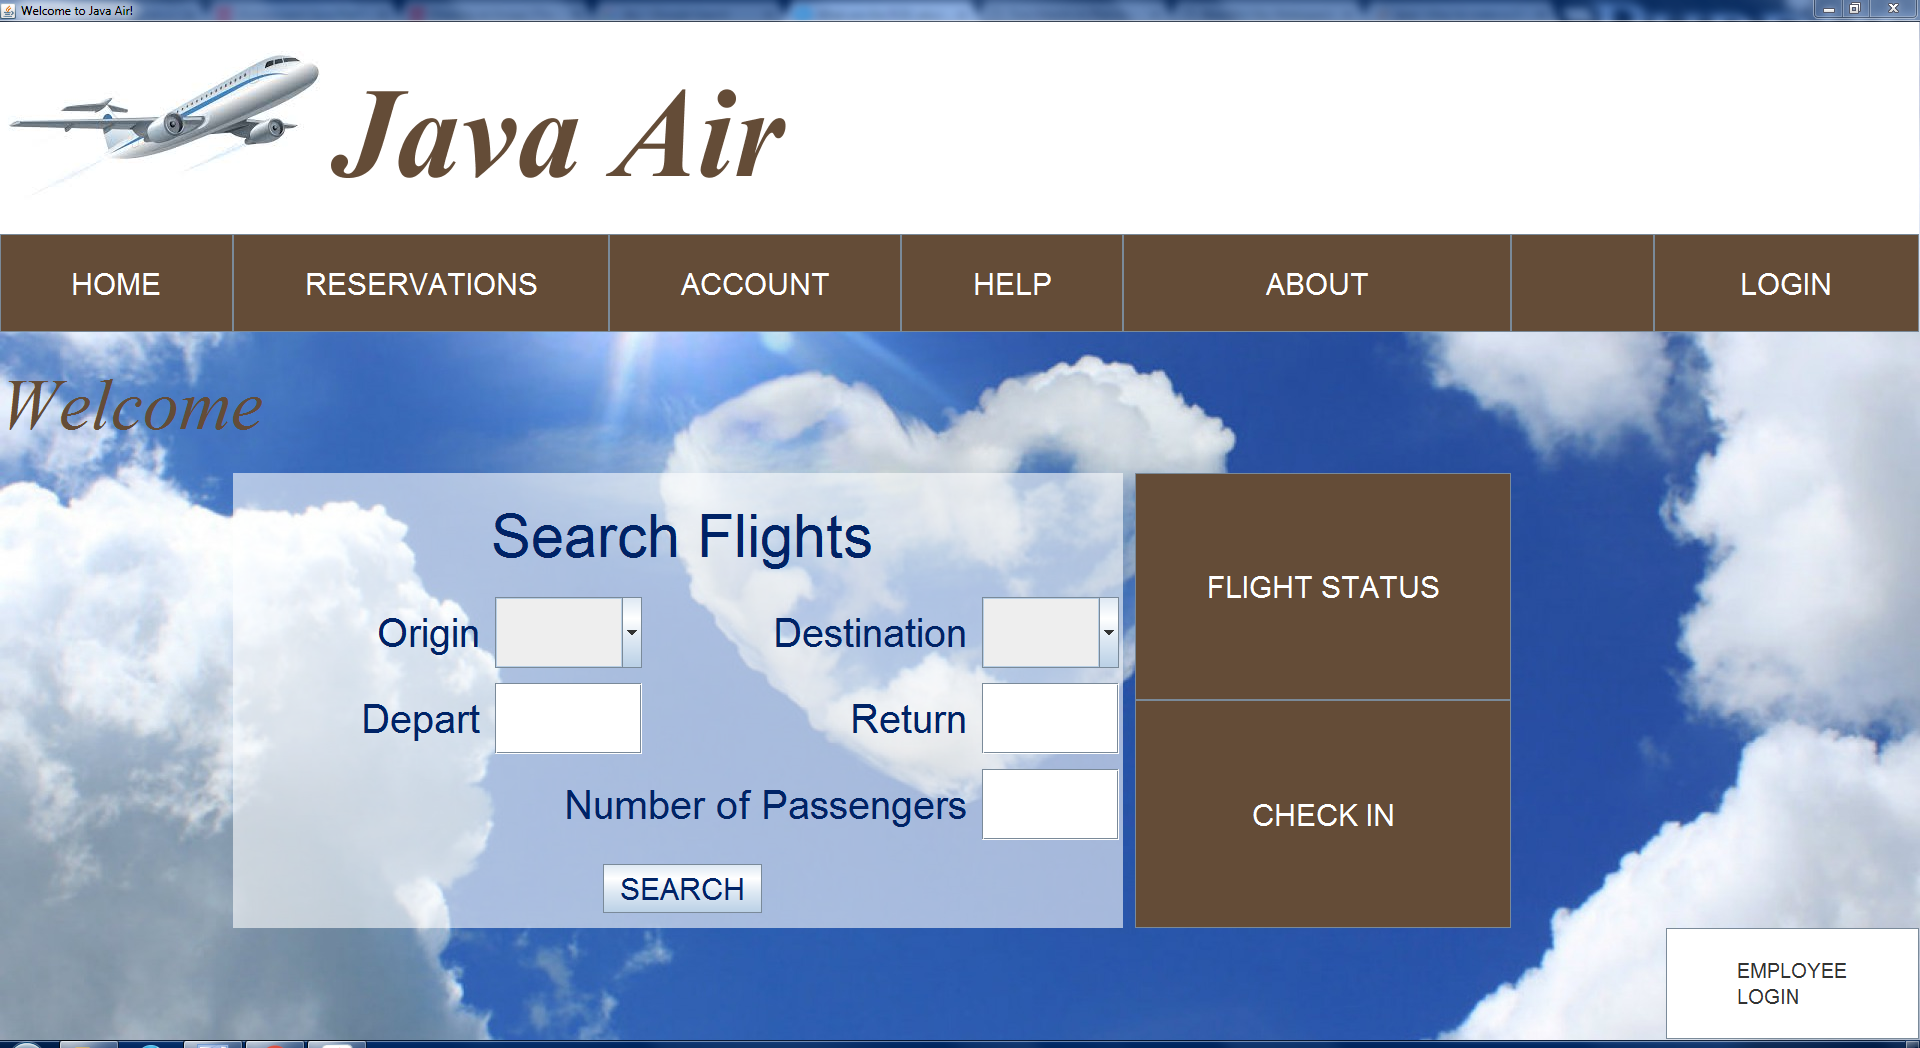 Welcome to Java Air!
Java Air
HOME RESERVATIONS ACCOUNT HELP ABOUT LOGIN
Welcome
Search Flights
Origin Destination
Depart Return
Number of Passengers
SEARCH
FLIGHT STATUS
CHECK IN
EMPLOYEE
LOGIN